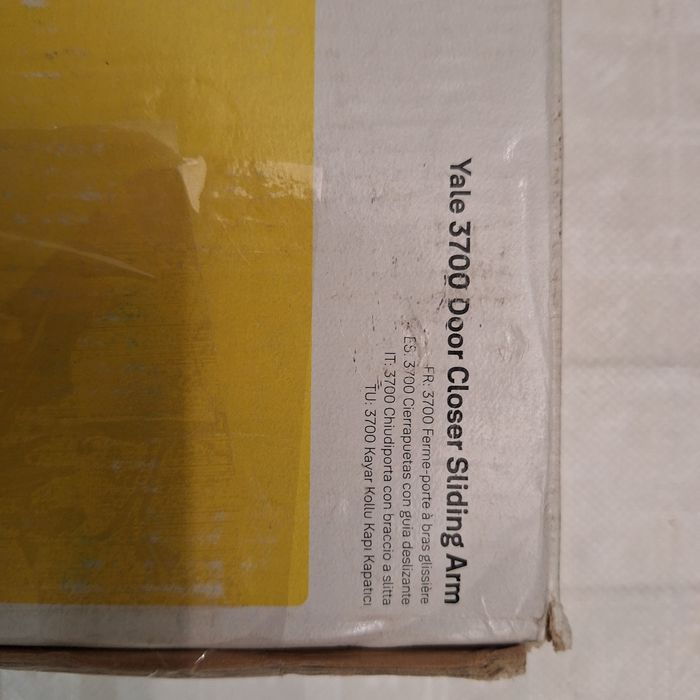 Yale 3700 Door Closer Sliding Arm
FR: 3700 Ferme-porte à bras glissière
ES: 3700 Cierrapuetas con guia deslizante
IT: 3700 Chiudiporta con braccio a slitta
TU: 3700 Kayar Kollu Kapı Kapatıcı